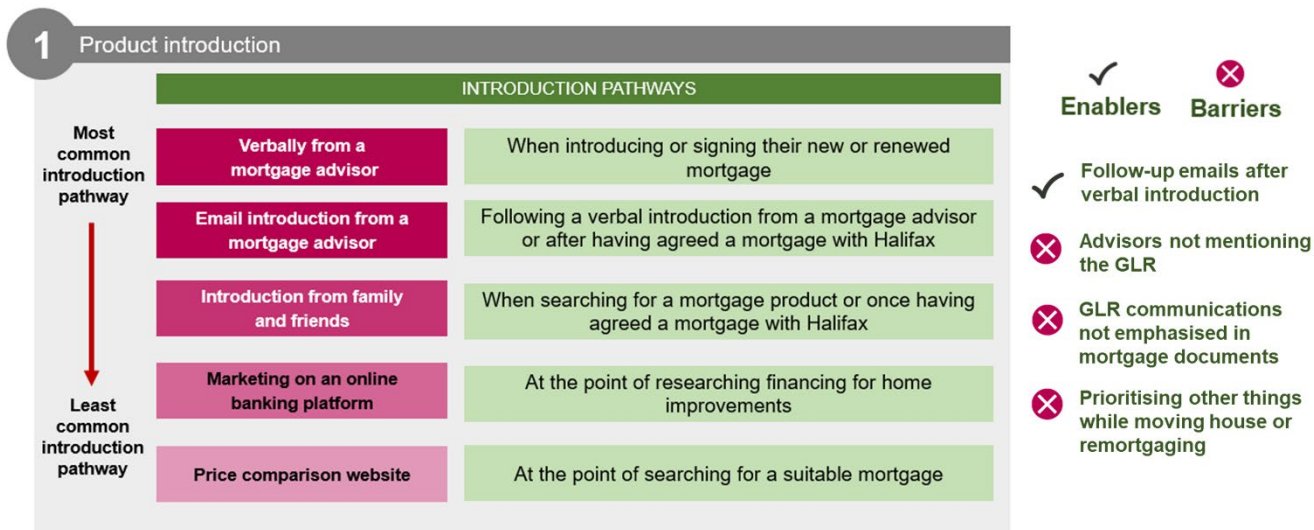 1
Product introduction
INTRODUCTION PATHWAYS
Most
common
introduction
pathway
Least
common
introduction
pathway
Verbally from a
mortgage advisor
When introducing or signing their new or renewed
mortgage
Email introduction from a
mortgage advisor
Following a verbal introduction from a mortgage advisor
or after having agreed a mortgage with Halifax
Introduction from family
and friends
When searching for a mortgage product or once having
agreed a mortgage with Halifax
Marketing on an online
banking platform
At the point of researching financing for home
improvements
Price comparison website
At the point of searching for a suitable mortgage
Enablers
Barriers
Follow-up emails after
verbal introduction
Advisors not mentioning
the GLR
GLR communications
not emphasised in
mortgage documents
Prioritising other things
while moving house or
remortgaging